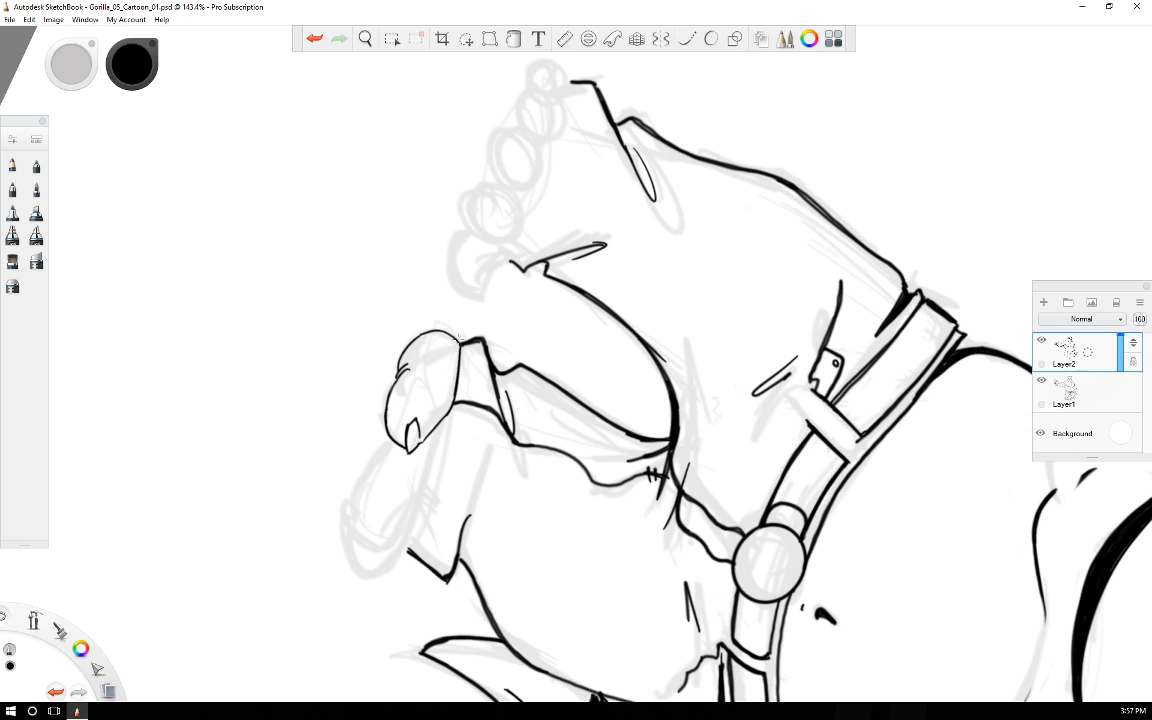 Autodesk SketchBook - Gorilla_05_Cartoon_01.psd @ 143.4% - Pro Subscription
File Edit Image Window My Account Help
T
Normal
100
Layer2
Layer1
Background
3:57 PM